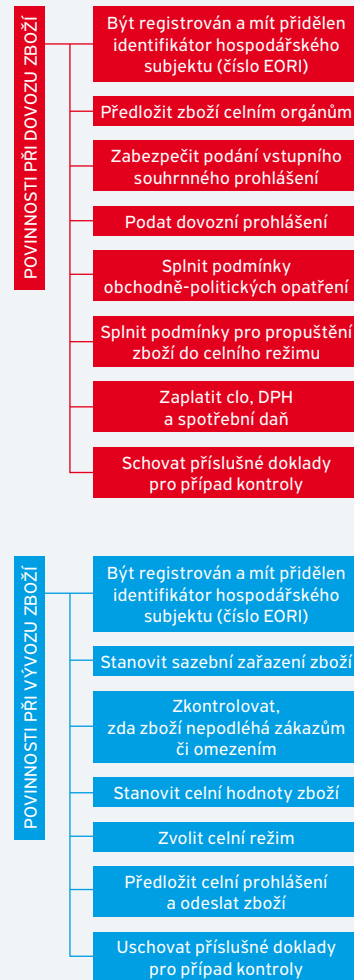 POVINNOSTI PŘI DOVOZU ZBOŽÍ
Být registrován a mít přidělen
identifikátor hospodářského
subjektu (číslo EORI)
Předložit zboží celním orgánům
Zabezpečit podání vstupního
souhrnného prohlášení
Podat dovozní prohlášení
Splnit podmínky
obchodně-politických opatření
Splnit podmínky pro propuštění
zboží do celního režimu
Zaplatit clo, DPH
a spotřební daň
Schovat příslušné doklady
pro případ kontroly
POVINNOSTI PŘI VÝVOZU ZBOŽÍ
Být registrován a mít přidělen
identifikátor hospodářského
subjektu (číslo EORI)
Stanovit sazební zařazení zboží
Zkontrolovat,
zda zboží nepodléhá zákazům
či omezením
Stanovit celní hodnoty zboží
Zvolit celní režim
Předložit celní prohlášení
a odeslat zboží
Uschovat příslušné doklady
pro případ kontroly